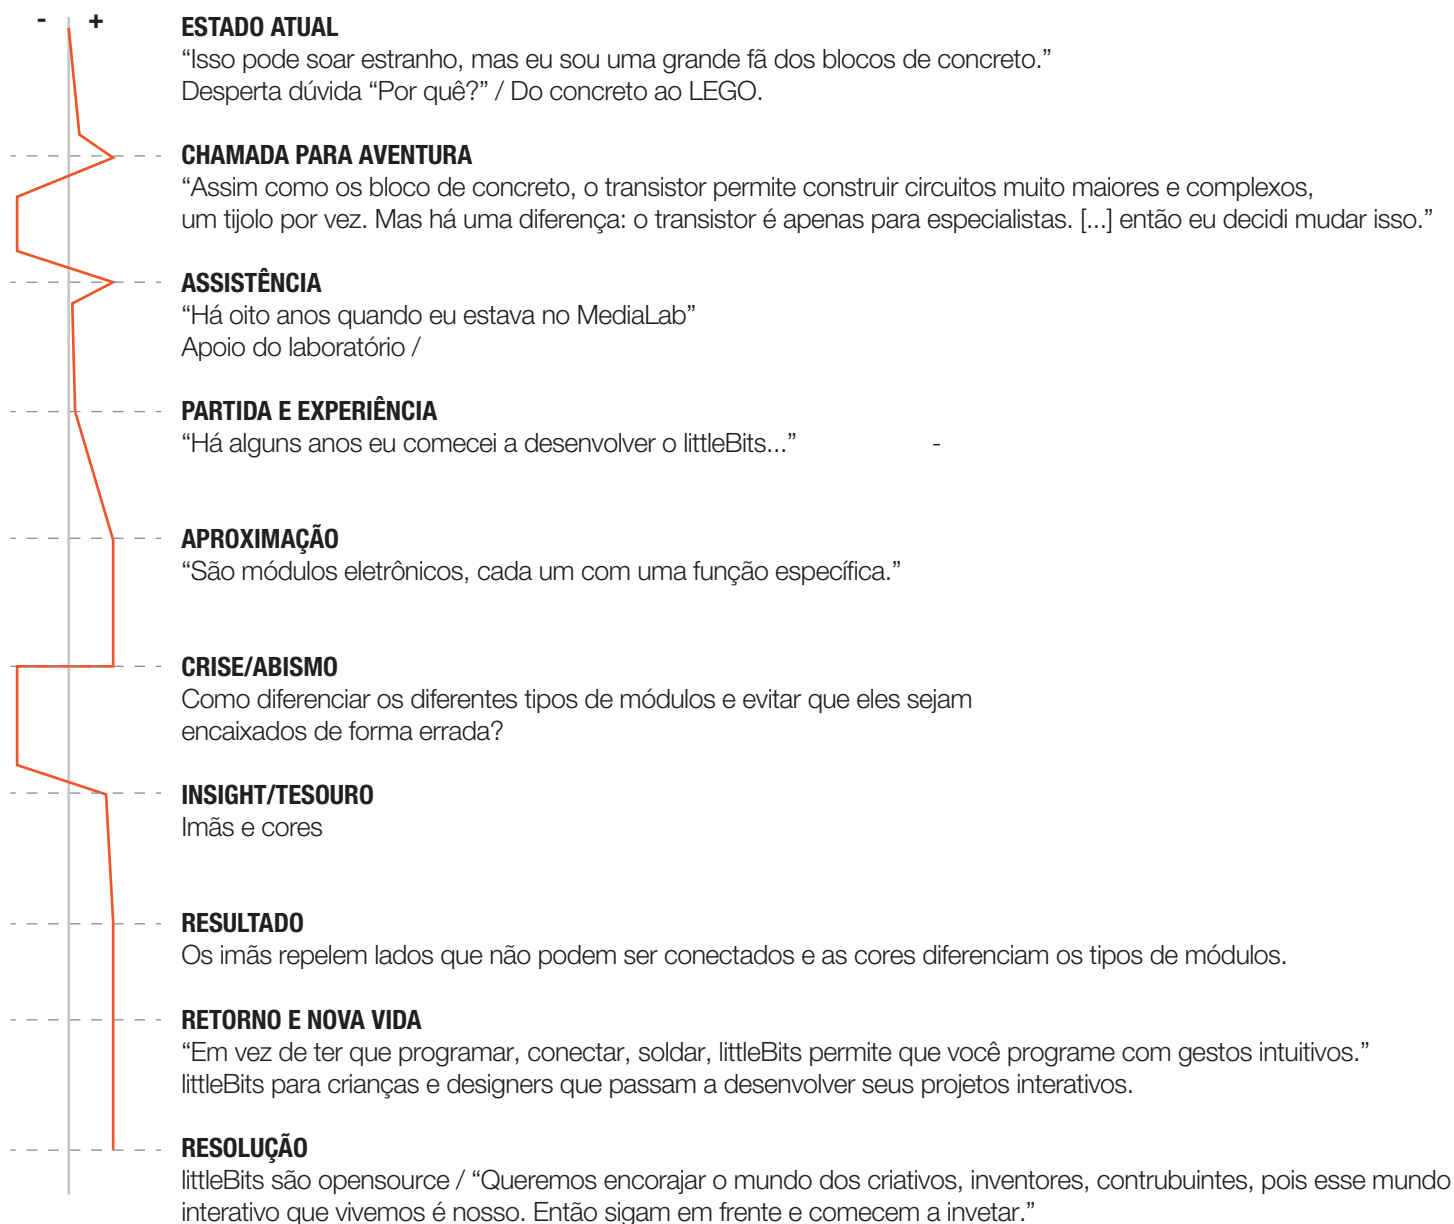 - +
ESTADO ATUAL
“Isso pode soar estranho, mas eu sou uma grande fã dos blocos de concreto.”
Desperta dúvida “Por quê?” / Do concreto ao LEGO.
CHAMADA PARA AVENTURA
“Assim como os bloco de concreto, o transistor permite construir circuitos muito maiores e complexos,
um tijolo por vez. Mas há uma diferença: o transistor é apenas para especialistas. [...] então eu decidi mudar isso.”
ASSISTÊNCIA
“Há oito anos quando eu estava no MediaLab”
Apoio do laboratório /
PARTIDA E EXPERIÊNCIA
“Há alguns anos eu comecei a desenvolver o littleBits...” -
APROXIMAÇÃO
“São módulos eletrônicos, cada um com uma função específica.”
CRISE/ABISMO
Como diferenciar os diferentes tipos de módulos e evitar que eles sejam
encaixados de forma errada?
INSIGHT/TESOURO
Imãs e cores
RESULTADO
Os imãs repelem lados que não podem ser conectados e as cores diferenciam os tipos de módulos.
RETORNO E NOVA VIDA
“Em vez de ter que programar, conectar, soldar, littleBits permite que você programe com gestos intuitivos.”
littleBits para crianças e designers que passam a desenvolver seus projetos interativos.
RESOLUÇÃO
littleBits são opensource / “Queremos encorajar o mundo dos criativos, inventores, contrubuintes, pois esse mundo
interativo que vivemos é nosso. Então sigam em frente e comecem a invetar.”